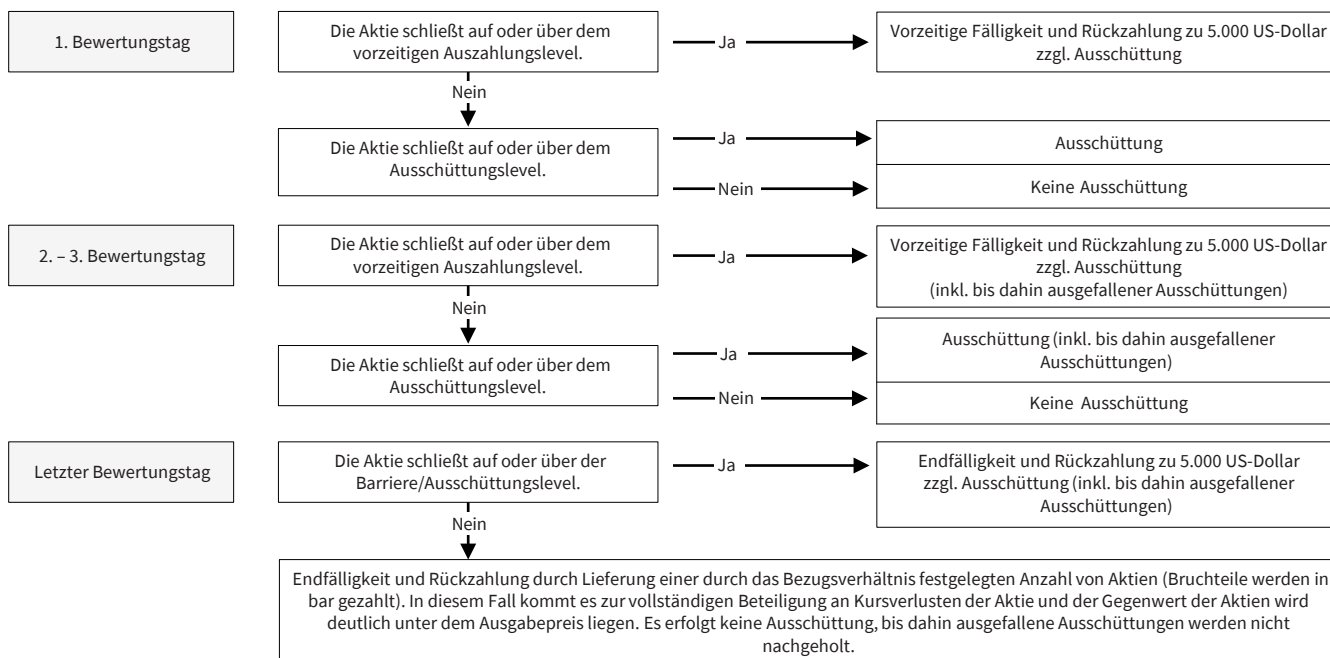 1. Bewertungstag
Die Aktie schließt auf oder über dem
vorzeitigen Auszahlungslevel.
Ja
Vorzeitige Fälligkeit und Rückzahlung zu 5.000 US-Dollar
zzgl. Ausschüttung
Nein
Die Aktie schließt auf oder über dem
Ausschüttungslevel.
Ja
Ausschüttung
Nein
Keine Ausschüttung
2. – 3. Bewertungstag
Die Aktie schließt auf oder über dem
vorzeitigen Auszahlungslevel.
Ja
Vorzeitige Fälligkeit und Rückzahlung zu 5.000 US-Dollar
zzgl. Ausschüttung
(inkl. bis dahin ausgefallener Ausschüttungen)
Nein
Die Aktie schließt auf oder über dem
Ausschüttungslevel.
Ja
Ausschüttung (inkl. bis dahin ausgefallener
Ausschüttungen)
Nein
Keine Ausschüttung
Letzter Bewertungstag
Die Aktie schließt auf oder über der
Barriere/Ausschüttungslevel.
Ja
Endfälligkeit und Rückzahlung zu 5.000 US-Dollar
zzgl. Ausschüttung (inkl. bis dahin ausgefallener
Ausschüttungen)
Nein
Endfälligkeit und Rückzahlung durch Lieferung einer durch das Bezugsverhältnis festgelegten Anzahl von Aktien (Bruchteile werden in
bar gezahlt). In diesem Fall kommt es zur vollständigen Beteiligung an Kursverlusten der Aktie und der Gegenwert der Aktien wird
deutlich unter dem Ausgabepreis liegen. Es erfolgt keine Ausschüttung, bis dahin ausgefallene Ausschüttungen werden nicht
nachgeholt.